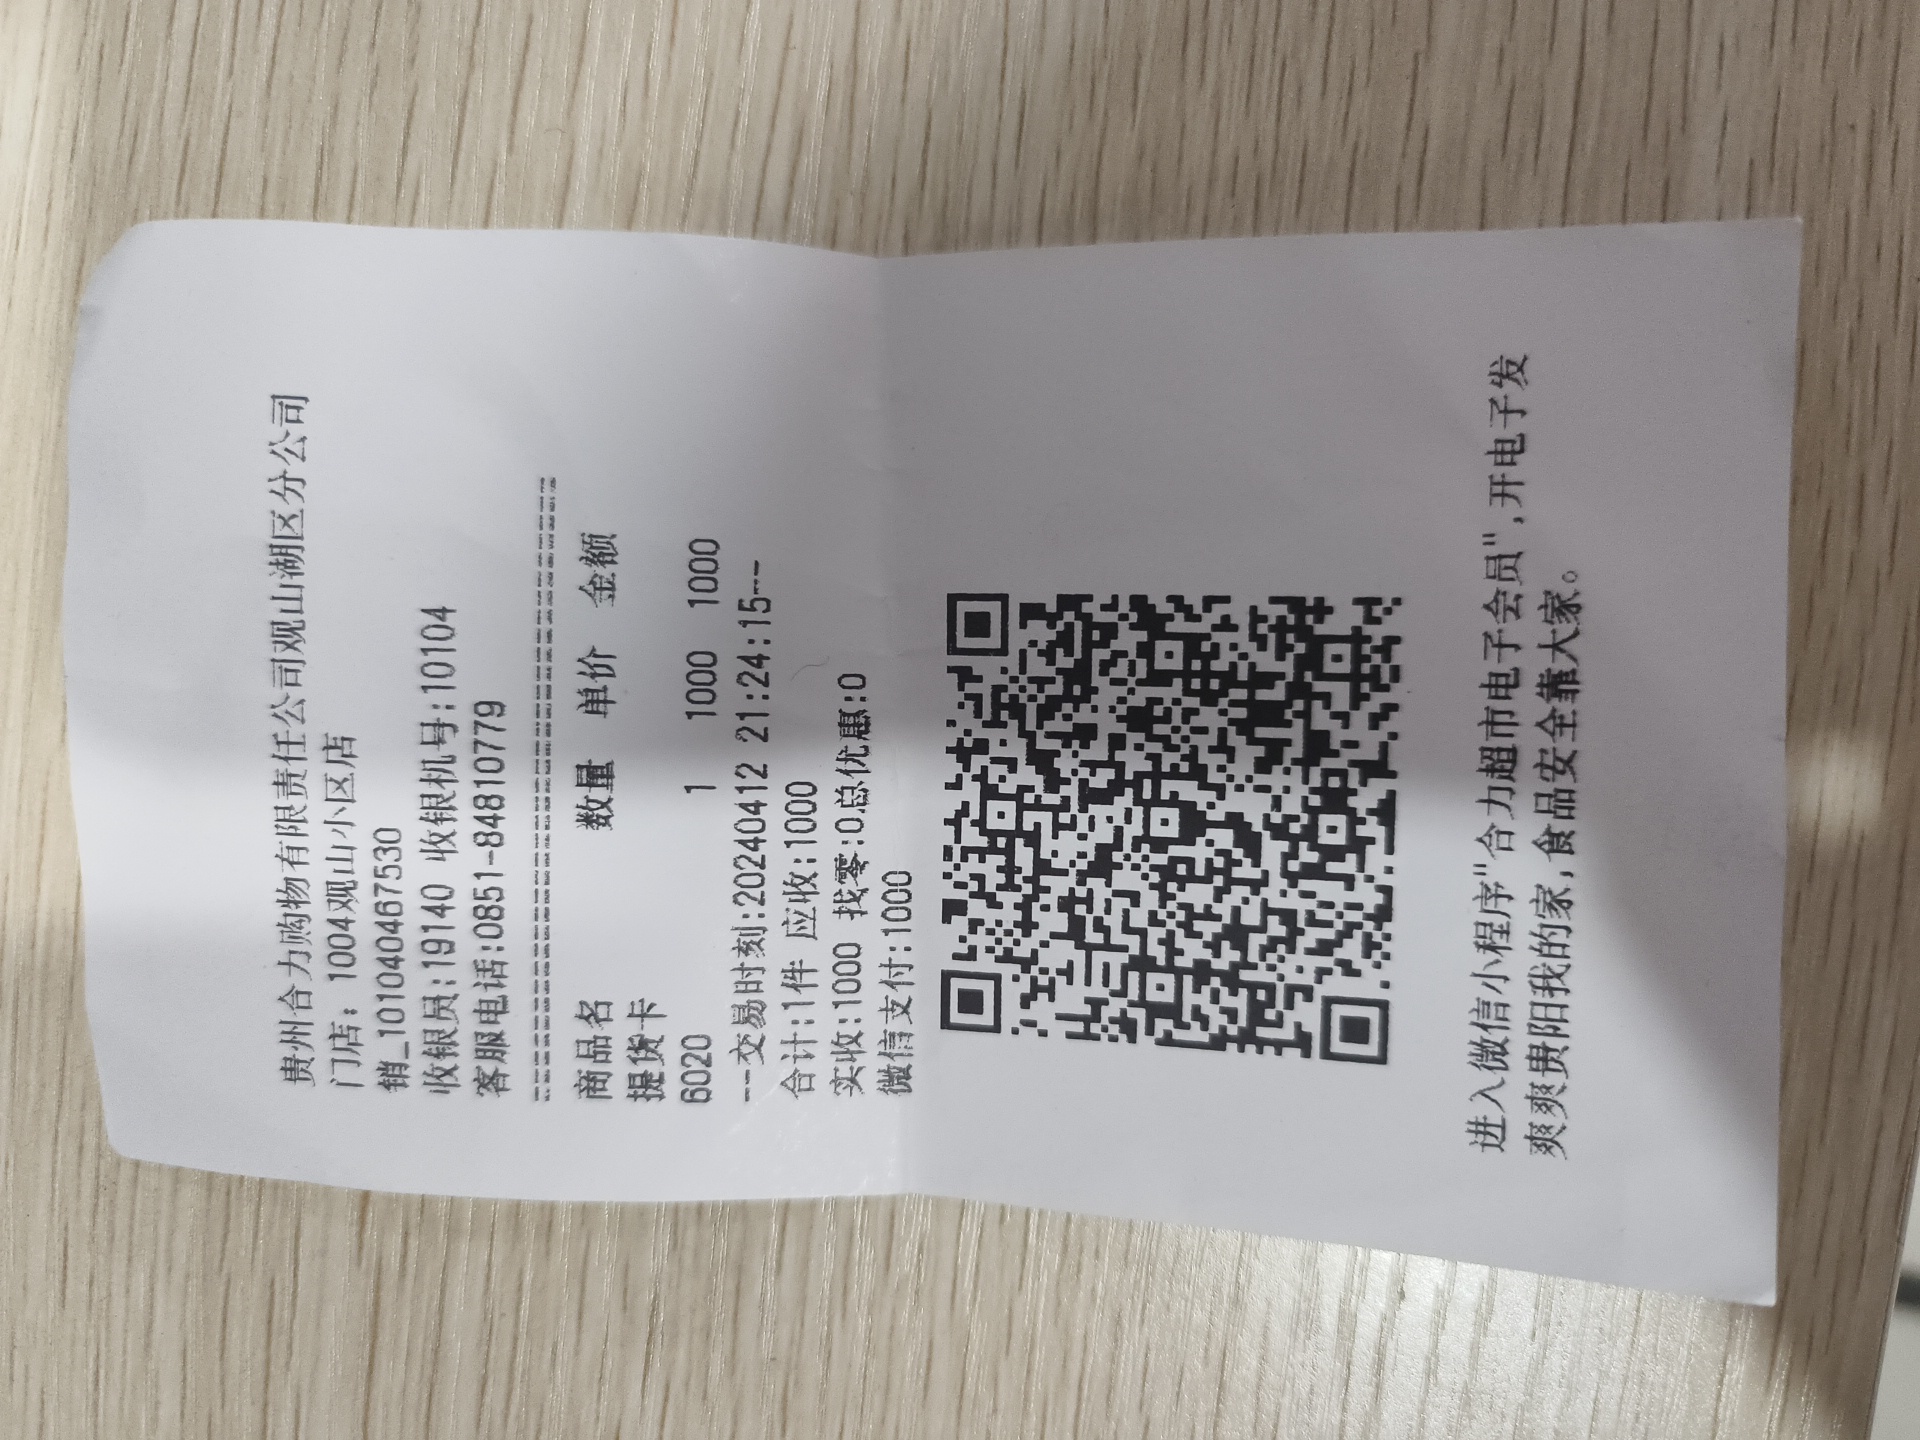 贵州合力购物有限责任公司观山湖区分公司
门店: 1004观山小区店
销_1010404067530
收银员:19140 收银机号:10104
客服电话:0851-84810779
==============================
商品名 数量 单价 金额
提货卡
6020 1 1000 1000
--交易时刻:20240412 21:24:15--
合计:1件 应收:1000
实收:1000 找零:0总优惠:0
微信支付:1000
进入微信小程序"合力超市电子会员",开电子发
爽爽贵阳我的家,食品安全靠大家。